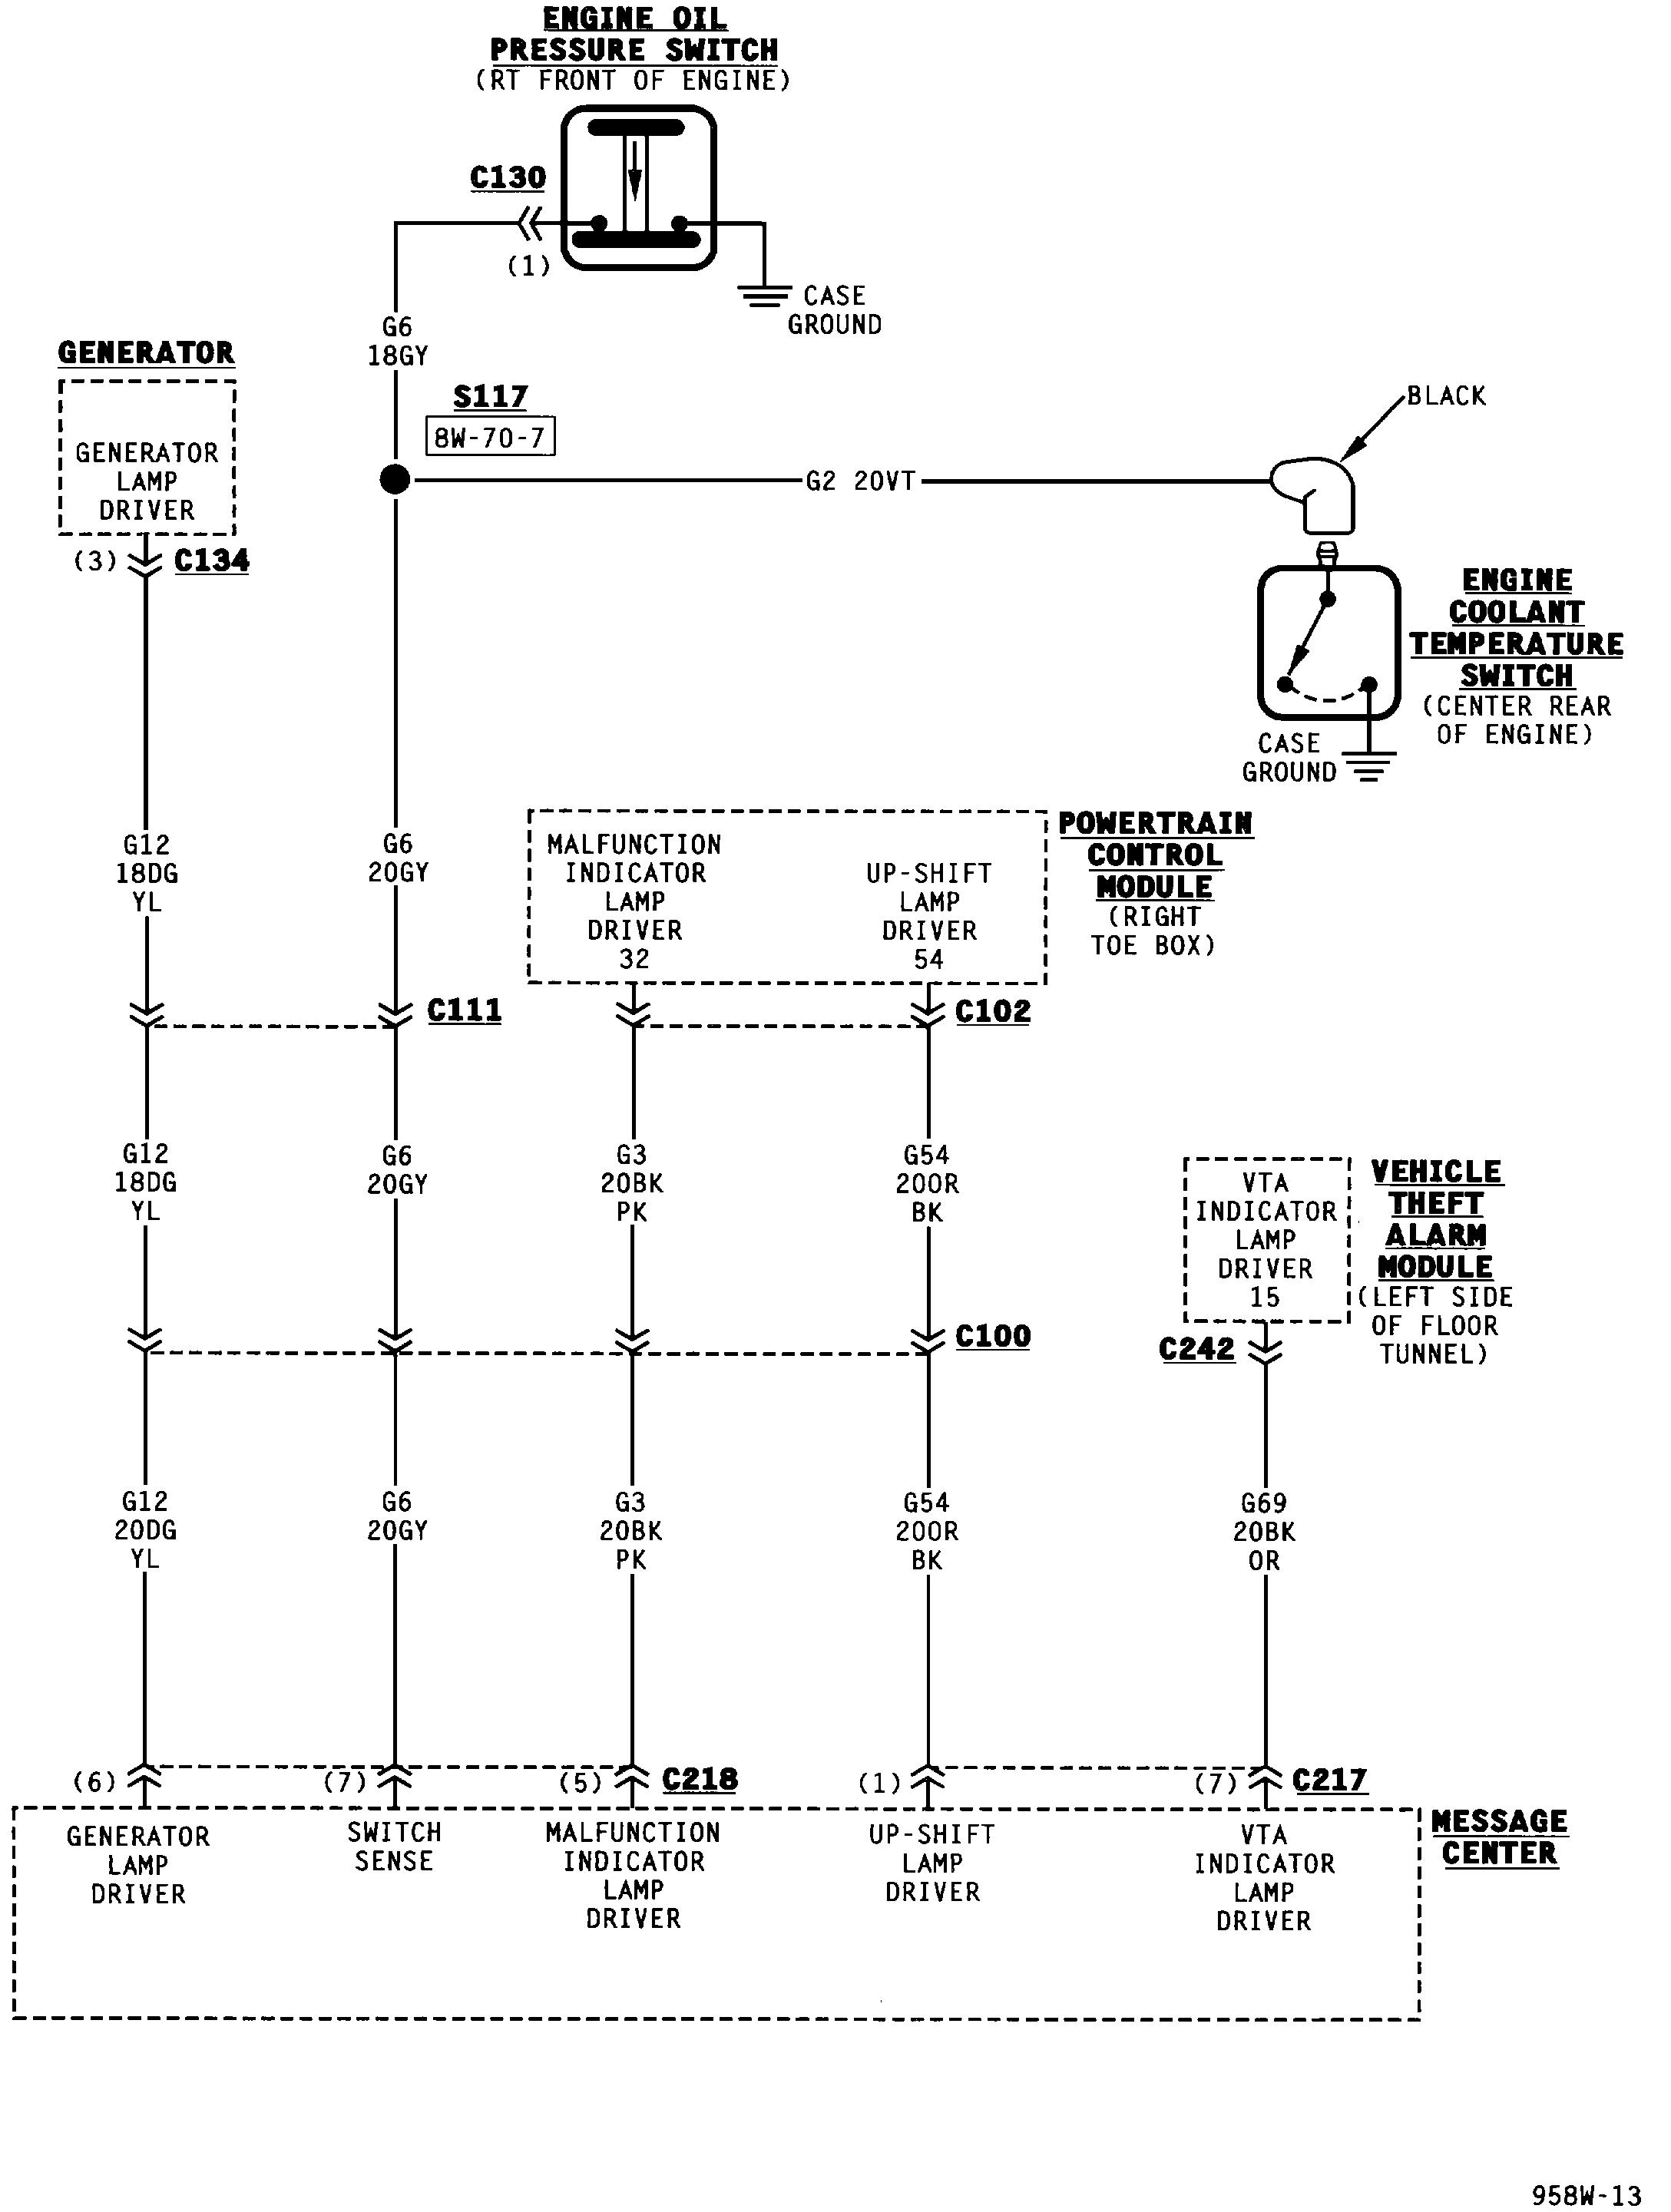 ENGINE OIL
PRESSURE SWITCH
(RT FRONT OF ENGINE)
C130
(1)
CASE
GROUND
G6
18GY
GENERATOR
GENERATOR
LAMP
DRIVER
(3)
C134
S117
8W-70-7
G2 20VT
BLACK
ENGINE
COOLANT
TEMPERATURE
SWITCH
(CENTER REAR
OF ENGINE)
CASE
GROUND
G12
18DG
YL
G6
20GY
MALFUNCTION
INDICATOR
LAMP
DRIVER
32
UP-SHIFT
LAMP
DRIVER
54
POWERTRAIN
CONTROL
MODULE
(RIGHT
TOE BOX)
C111
C102
G12
18DG
YL
G6
20GY
G3
20BK
PK
G54
20OR
BK
VTA
INDICATOR
LAMP
DRIVER
15
VEHICLE
THEFT
ALARM
MODULE
(LEFT SIDE
OF FLOOR
TUNNEL)
C100
C242
G12
20DG
YL
G6
20GY
G3
20BK
PK
G54
20OR
BK
G69
20BK
OR
(6)
(7)
(5)
C218
(1)
(7)
C217
GENERATOR
LAMP
DRIVER
SWITCH
SENSE
MALFUNCTION
INDICATOR
LAMP
DRIVER
UP-SHIFT
LAMP
DRIVER
VTA
INDICATOR
LAMP
DRIVER
MESSAGE
CENTER
958W-13